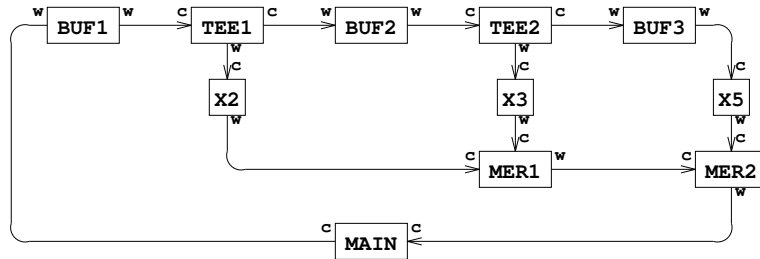 W BUF1 W C TEE1 C W BUF2 W C TEE2 C W BUF3 W
W W
C C C
X2 X3 X5
W W W
C C
C MER1 W C MER2
W
C MAIN C